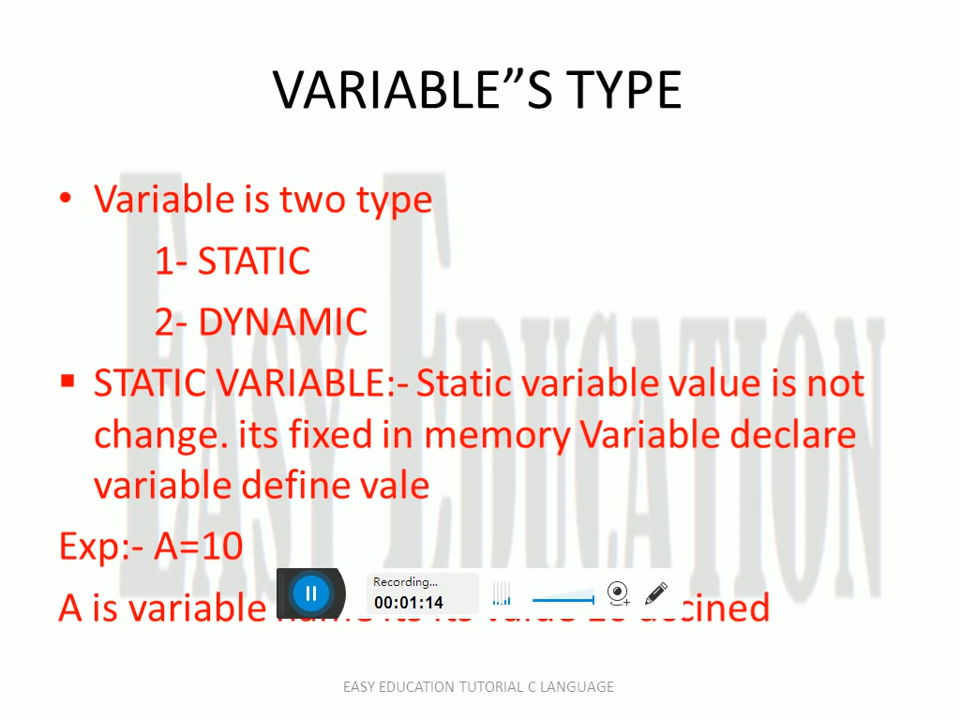 VARIABLE”S TYPE
• Variable is two type
1- STATIC
2- DYNAMIC
▪ STATIC VARIABLE:- Static variable value is not
change. its fixed in memory Variable declare
variable define vale
Exp:- A=10
Recording...
00:01:14
A is variable
EASY EDUCATION TUTORIAL C LANGUAGE
EASY EDUCATION